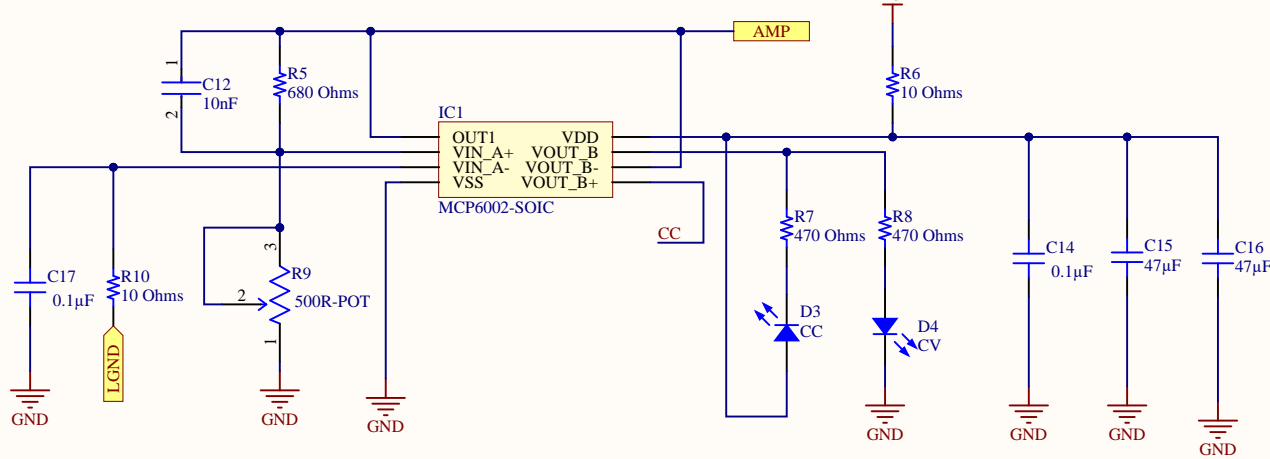 AMP
1
C12
10nF
2
R5
680 Ohms
R6
10 Ohms
IC1
OUT1
VDD
VIN_A+
VOUT_B
VIN_A-
VOUT_B-
VSS
VOUT_B+
MCP6002-SOIC
CC
R7
470 Ohms
R8
470 Ohms
C17
0.1µF
R10
10 Ohms
LGND
3
R9
2
500R-POT
1
D3
CC
D4
CV
C14
0.1µF
C15
47µF
C16
47µF
GND
GND
GND
GND
GND
GND
GND